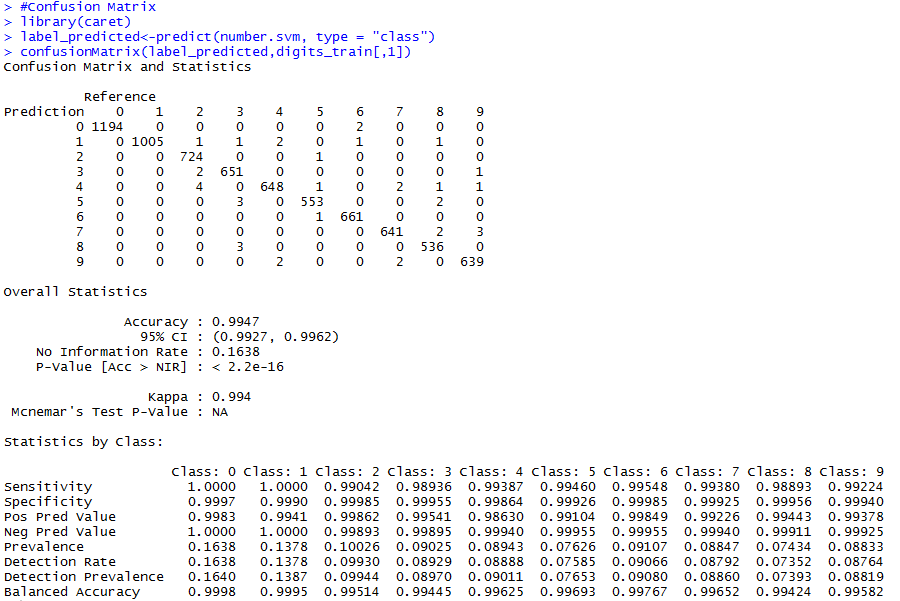 > #Confusion Matrix
> library(caret)
> label_predicted<-predict(number.svm, type = "class")
> confusionMatrix(label_predicted,digits_train[,1])
Confusion Matrix and Statistics

          Reference
Prediction    0    1    2    3    4    5    6    7    8    9
         0 1194    0    0    0    0    0    2    0    0    0
         1    0 1005    1    1    2    0    1    0    1    0
         2    0    0  724    0    0    1    0    0    0    0
         3    0    0    2  651    0    0    0    0    0    1
         4    0    0    4    0  648    1    0    2    1    1
         5    0    0    0    3    0  553    0    0    2    0
         6    0    0    0    0    0    1  661    0    0    0
         7    0    0    0    0    0    0    0  641    2    3
         8    0    0    0    3    0    0    0    0  536    0
         9    0    0    0    0    2    0    0    2    0  639

Overall Statistics

               Accuracy : 0.9947
                 95% CI : (0.9927, 0.9962)
    No Information Rate : 0.1638
    P-Value [Acc > NIR] : < 2.2e-16

                  Kappa : 0.994
 Mcnemar's Test P-Value : NA

Statistics by Class:

                     Class: 0 Class: 1 Class: 2 Class: 3 Class: 4 Class: 5 Class: 6 Class: 7 Class: 8 Class: 9
Sensitivity            1.0000   1.0000  0.99042  0.98936  0.99387  0.99460  0.99548  0.99380  0.98893  0.99224
Specificity            0.9997   0.9990  0.99985  0.99955  0.99864  0.99926  0.99985  0.99925  0.99956  0.99940
Pos Pred Value         0.9983   0.9941  0.99862  0.99541  0.98630  0.99104  0.99849  0.99226  0.99443  0.99378
Neg Pred Value         1.0000   1.0000  0.99893  0.99895  0.99940  0.99955  0.99955  0.99940  0.99911  0.99925
Prevalence             0.1638   0.1378  0.10026  0.09025  0.08943  0.07626  0.09107  0.08847  0.07434  0.08833
Detection Rate         0.1638   0.1378  0.09930  0.08929  0.08888  0.07585  0.09066  0.08792  0.07352  0.08764
Detection Prevalence   0.1640   0.1387  0.09944  0.08970  0.09011  0.07653  0.09080  0.08860  0.07393  0.08819
Balanced Accuracy      0.9998   0.9995  0.99514  0.99445  0.99625  0.99693  0.99767  0.99652  0.99424  0.99582